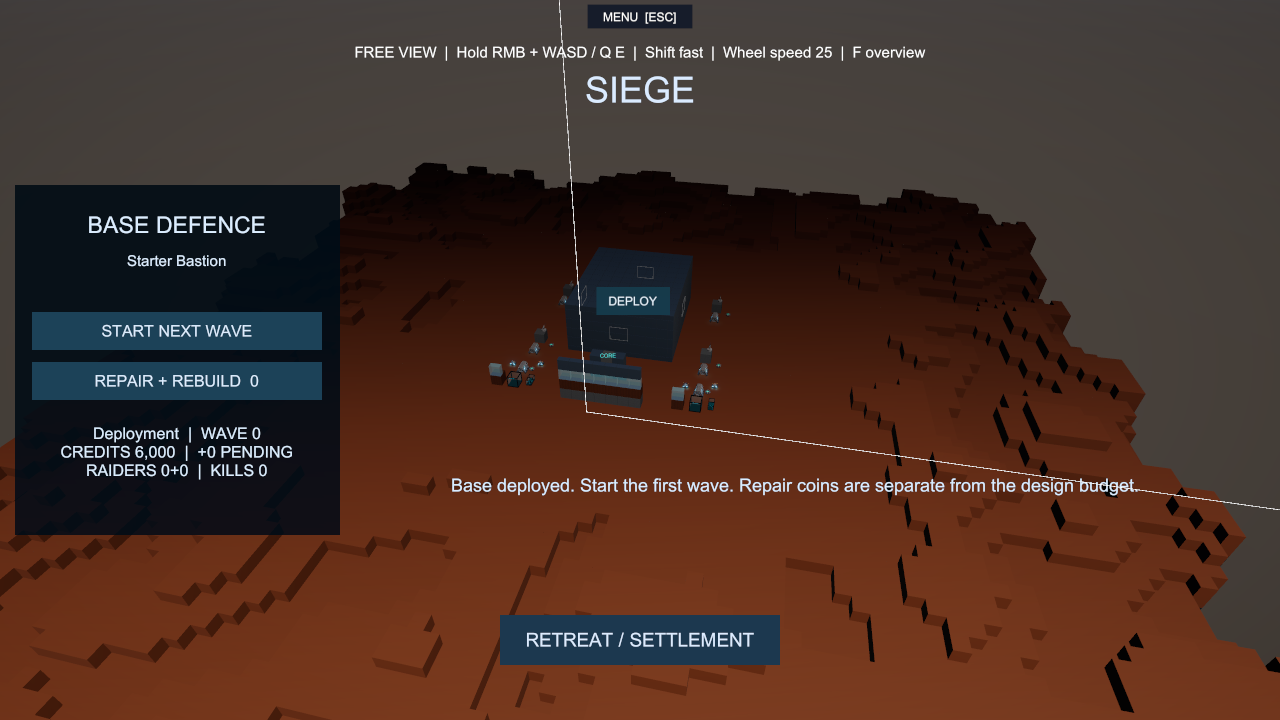 MENU [ESC]
FREE VIEW | Hold RMB + WASD / Q E | Shift fast | Wheel speed 25 | F overview
SIEGE
BASE DEFENCE
Starter Bastion
START NEXT WAVE
REPAIR + REBUILD 0
Deployment | WAVE 0
CREDITS 6,000 | +0 PENDING
RAIDERS 0+0 | KILLS 0
DEPLOY
CORE
Base deployed. Start the first wave. Repair coins are separate from the design budget.
RETREAT / SETTLEMENT